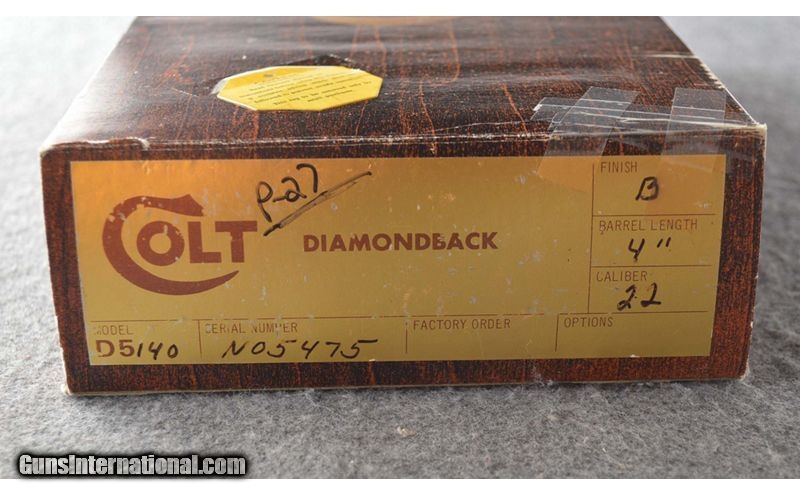 COLT
P-27
DIAMONDBACK
FINISH
B
BARREL LENGTH
4"
CALIBER
22
MODEL
D5140
SERIAL NUMBER
N05475
FACTORY ORDER
OPTIONS
GunsInternational.com